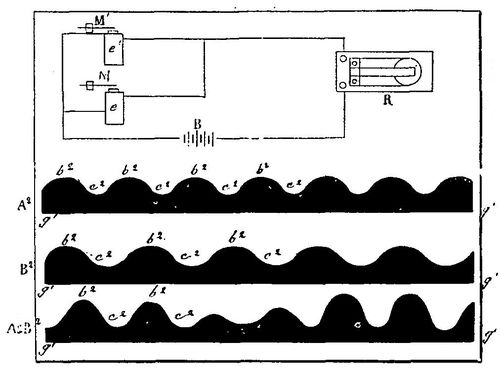 M'
e'
M
e
B
R
b² b² b² b²
A² c² c² c² c²
g' g'
b² b² b²
B² c² c² c²
g' g'
b² b²
A&B² c² c²
g' g'